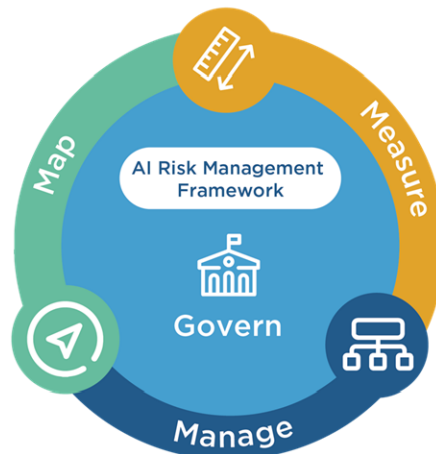 Map
Measure
AI Risk Management
Framework
Govern
Manage